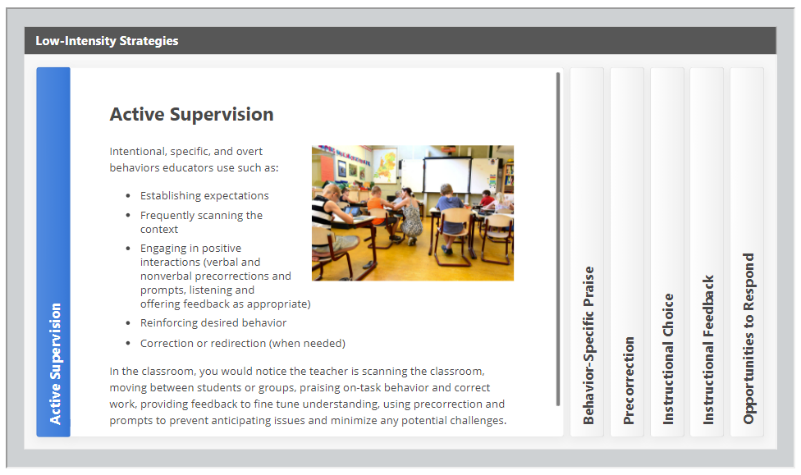 Low-Intensity Strategies
Active Supervision
Active Supervision
Intentional, specific, and overt
behaviors educators use such as:
• Establishing expectations
• Frequently scanning the
context
• Engaging in positive
interactions (verbal and
nonverbal precorrections and
prompts, listening and
offering feedback as appropriate)
• Reinforcing desired behavior
• Correction or redirection (when needed)
In the classroom, you would notice the teacher is scanning the classroom,
moving between students or groups, praising on-task behavior and correct
work, providing feedback to fine tune understanding, using precorrection and
prompts to prevent anticipating issues and minimize any potential challenges.
Behavior-Specific Praise
Precorrection
Instructional Choice
Instructional Feedback
Opportunities to Respond